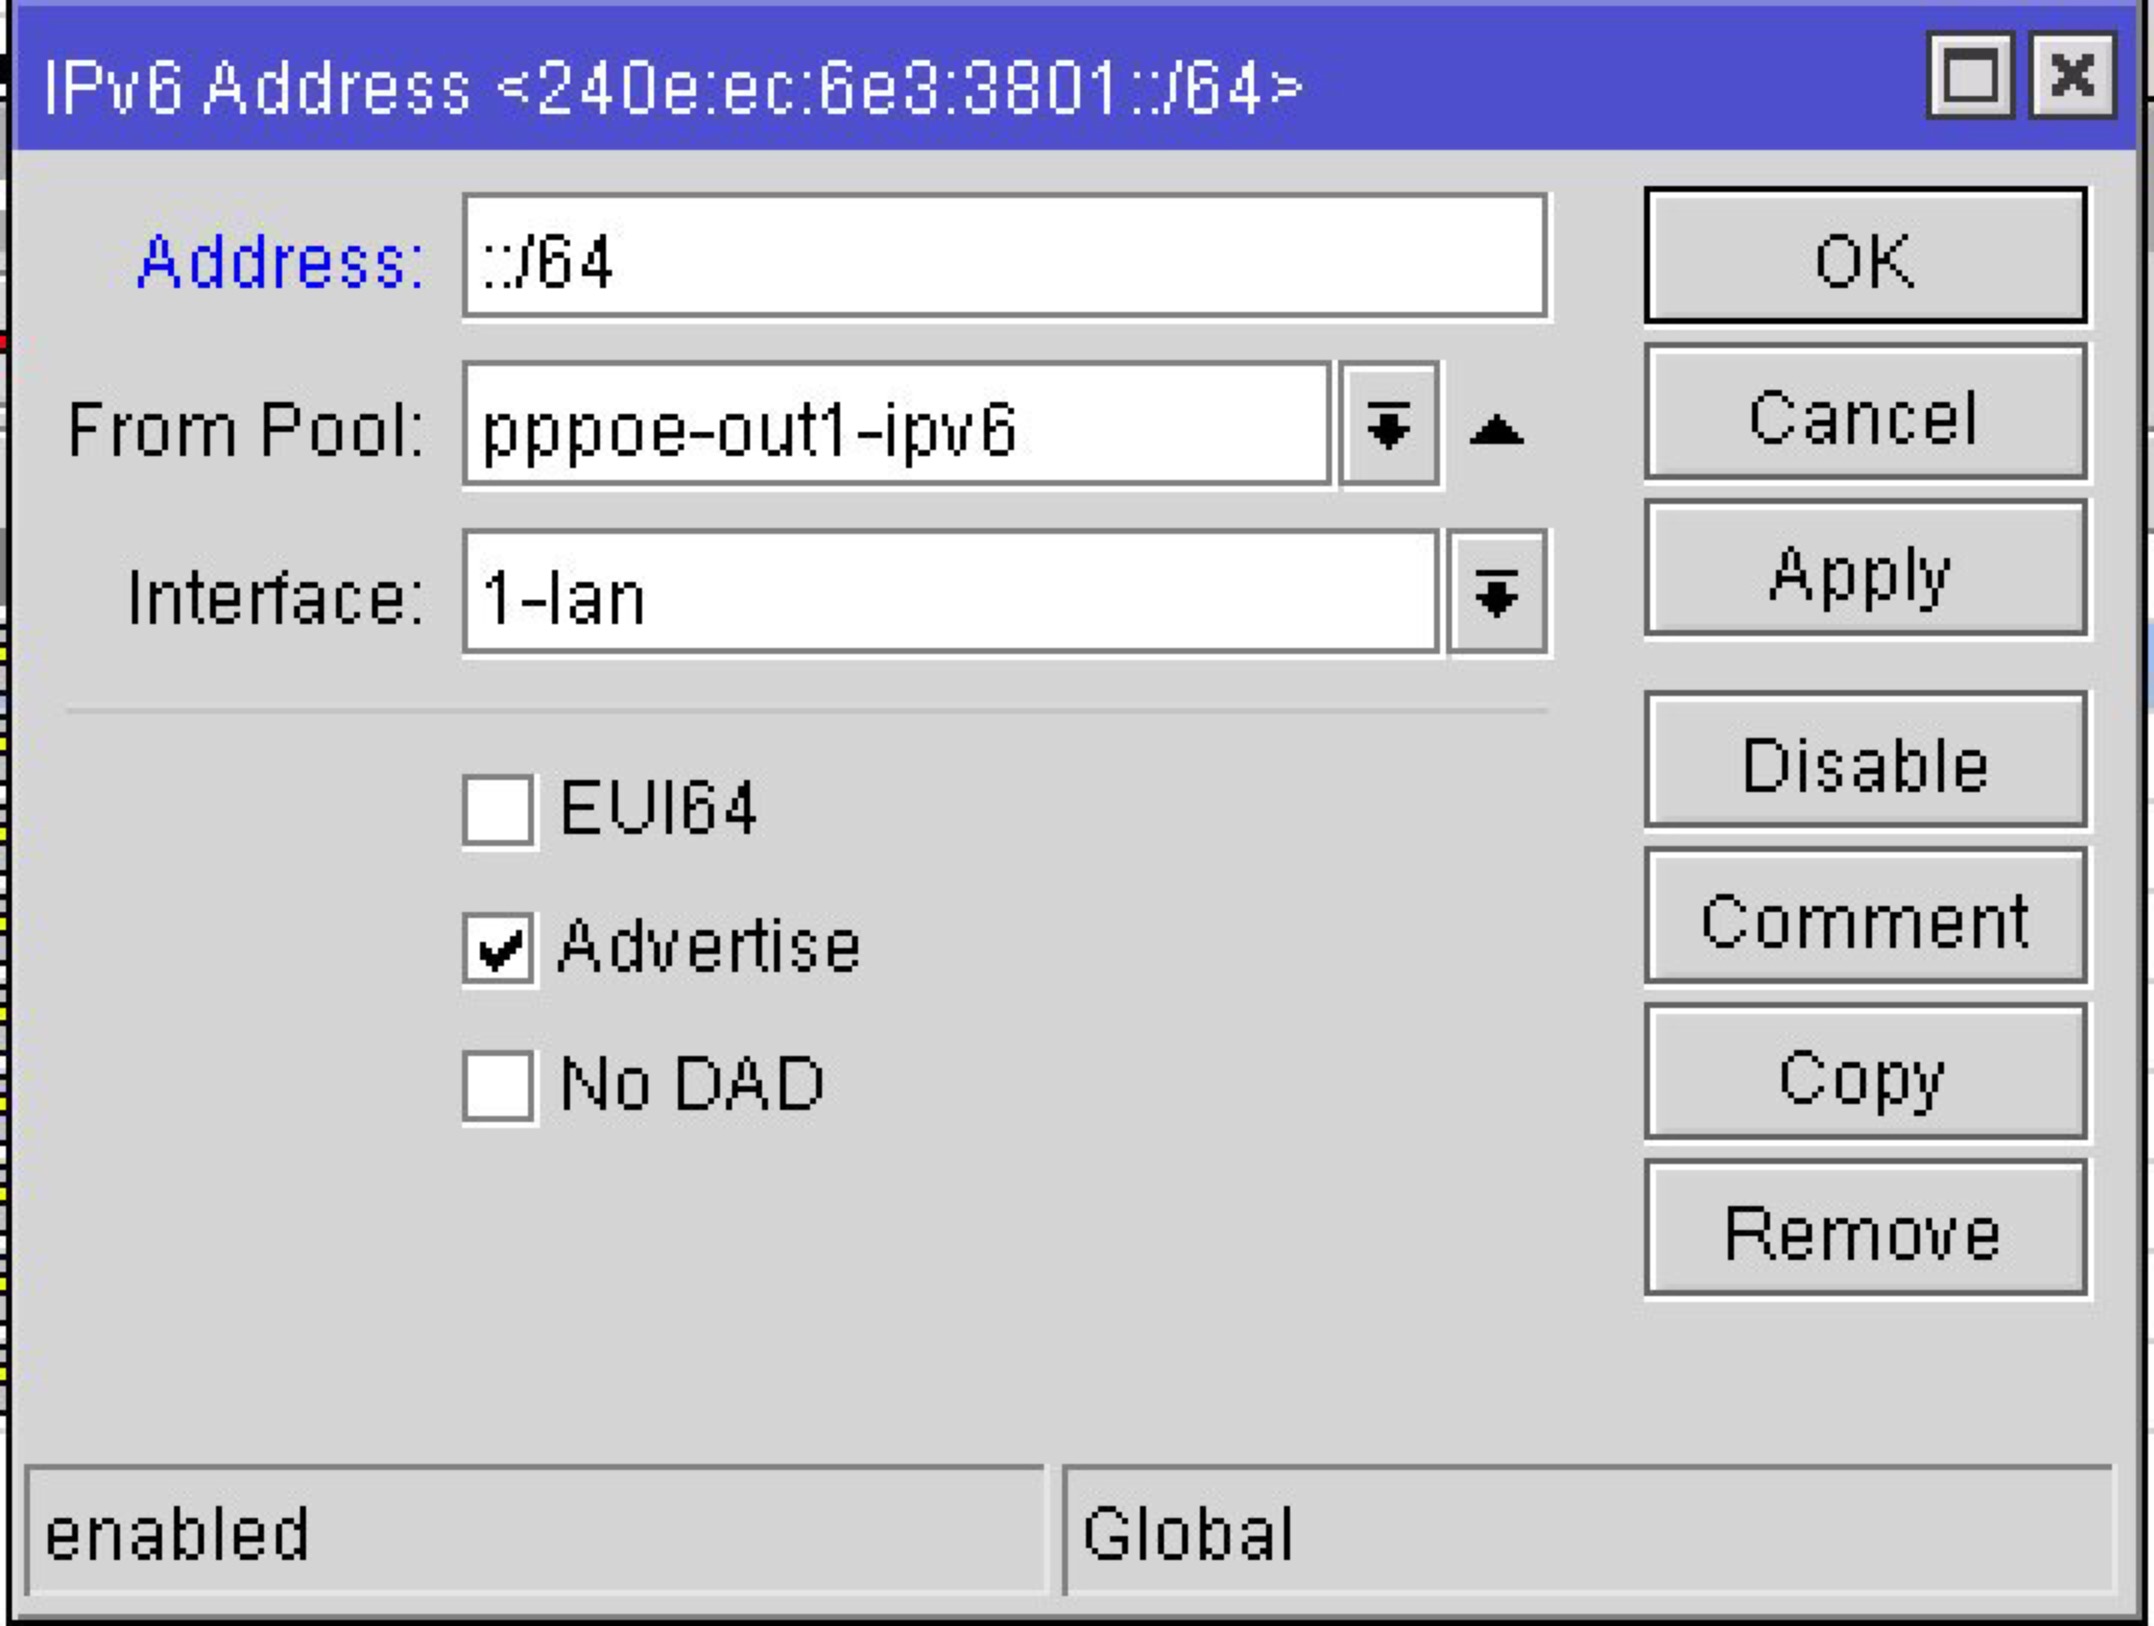 IPv6 Address <240e:ec:6e3:3801::/64>
Address: ::/64
OK
From Pool: pppoe-out1-ipv6
Cancel
Interface: 1-lan
Apply
Disable
EUI64
Comment
Advertise
Copy
No DAD
Remove
enabled
Global